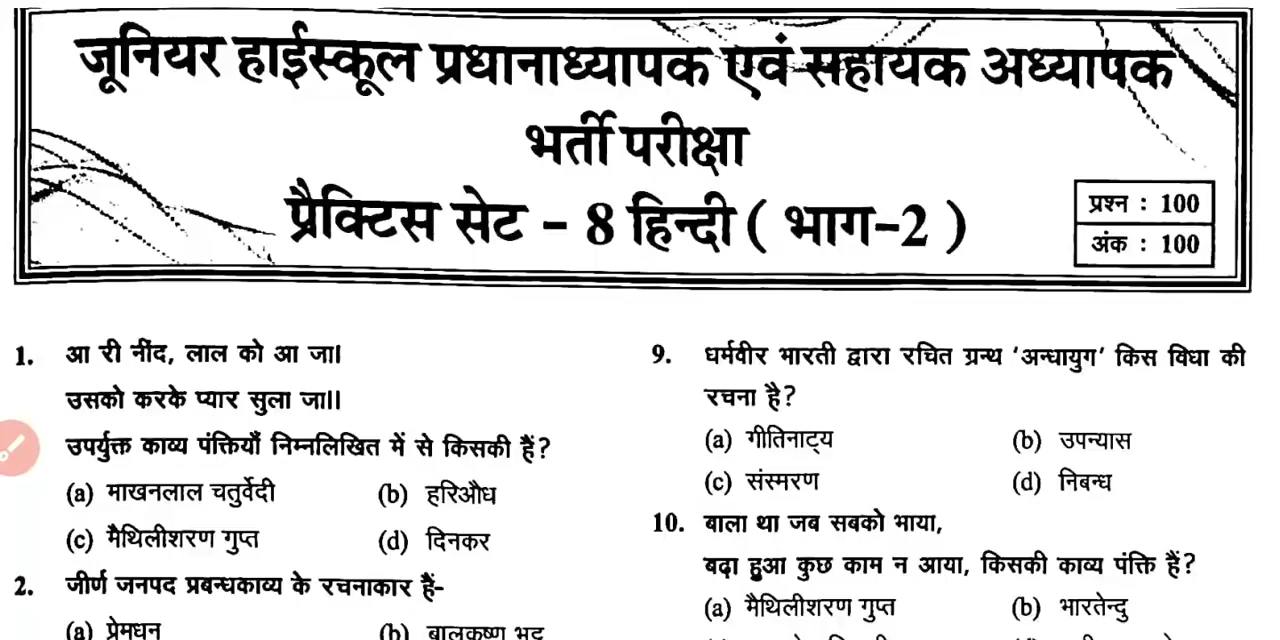 जूनियर हाईस्कूल प्रधानाध्यापक एवं सहायक अध्यापक
भर्ती परीक्षा
प्रैक्टिस सेट - 8 हिन्दी ( भाग-2 )
प्रश्न : 100
अंक : 100
1. आ री नींद, लाल को आ जा।
उसको करके प्यार सुला जा।।
उपर्युक्त काव्य पंक्तियाँ निम्नलिखित में से किसकी हैं?
(a) माखनलाल चतुर्वेदी (b) हरिऔध
(c) मैथिलीशरण गुप्त (d) दिनकर
2. जीर्ण जनपद प्रबन्धकाव्य के रचनाकार हैं-
(a) प्रेमधन (b) बालकृष्ण भट्ट
9. धर्मवीर भारती द्वारा रचित ग्रन्थ 'अन्धायुग' किस विधा की
रचना है?
(a) गीतिनाट्य (b) उपन्यास
(c) संस्मरण (d) निबन्ध
10. बाला था जब सबको भाया,
बढ़ा हुआ कुछ काम न आया, किसकी काव्य पंक्ति हैं?
(a) मैथिलीशरण गुप्त (b) भारतेन्दु